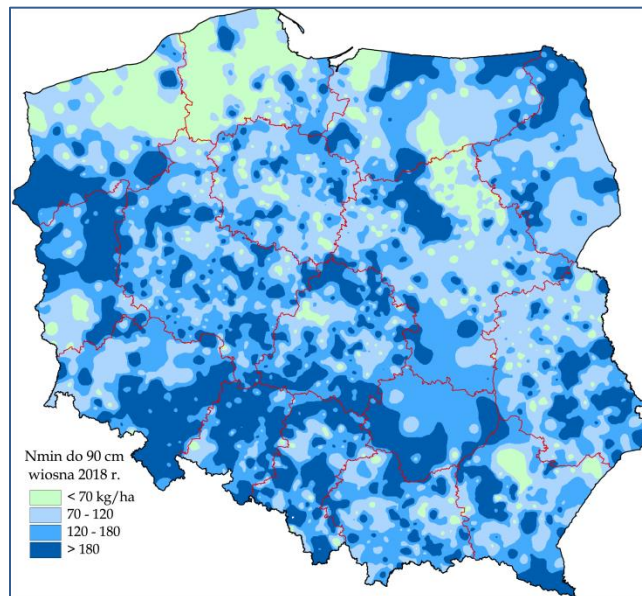 Nmin do 90 cm
wiosna 2018 r.
< 70 kg/ha
70 - 120
120 - 180
> 180